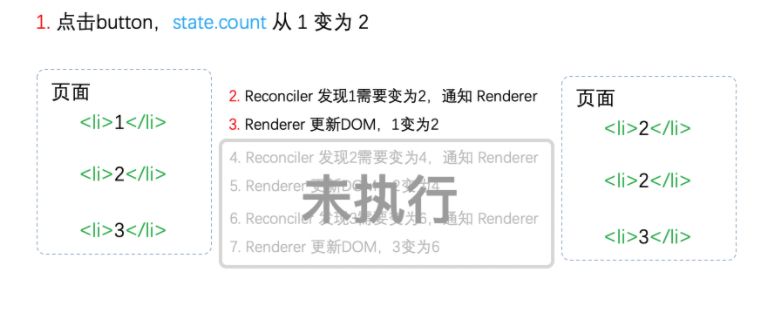 1. 点击button，state.count 从 1 变为 2
页面
<li>1</li>
<li>2</li>
<li>3</li>
2. Reconciler 发现1需要变为2，通知 Renderer
3. Renderer 更新DOM，1变为2
4. Reconciler 发现2需要变为4，通知 Renderer
5. Renderer 更新DOM，2变为4
未执行
6. Reconciler 发现3需要变为6，通知 Renderer
7. Renderer 更新DOM，3变为6
页面
<li>2</li>
<li>2</li>
<li>3</li>